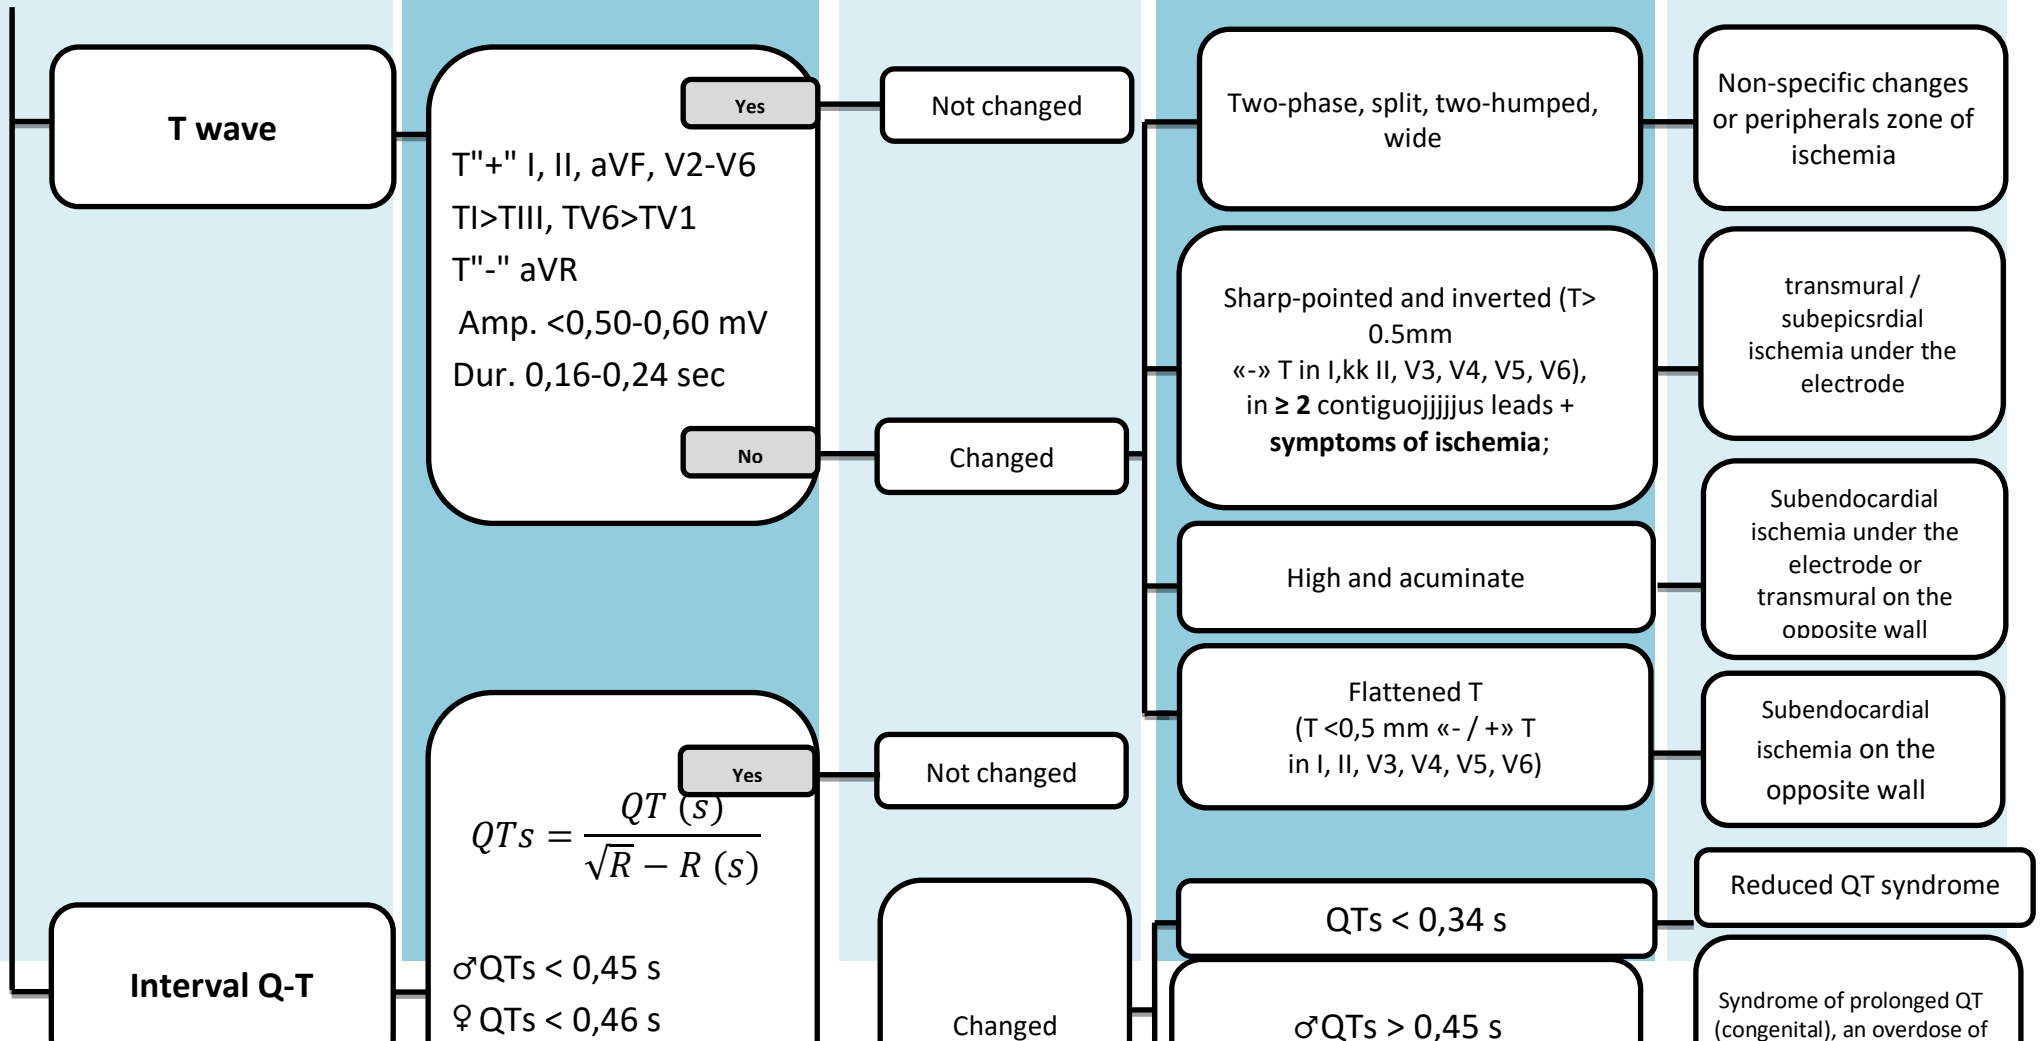 T wave
Yes
T"+" I, II, aVF, V2-V6
TI>TIII, TV6>TV1
T"-" aVR
Amp. <0,50-0,60 mV
Dur. 0,16-0,24 sec
No
Not changed
Changed
Two-phase, split, two-humped,
wide
Non-specific changes
or peripherals zone of
ischemia
Sharp-pointed and inverted (T>
0.5mm
«-» T in I,kk II, V3, V4, V5, V6),
in ≥ 2 contiguojjjjjus leads +
symptoms of ischemia;
transmural /
subepicsrdial
ischemia under the
electrode
High and acuminate
Subendocardial
ischemia under the
electrode or
transmural on the
opposite wall
Flattened T
(T <0,5 mm «- / +» T
in I, II, V3, V4, V5, V6)
Subendocardial
ischemia on the
opposite wall
Interval Q-T
Yes
QTs = QT (s) / √R − R (s)
♂QTs < 0,45 s
♀QTs < 0,46 s
Not changed
Changed
QTs < 0,34 s
Reduced QT syndrome
♂QTs > 0,45 s
Syndrome of prolonged QT
(congenital), an overdose of